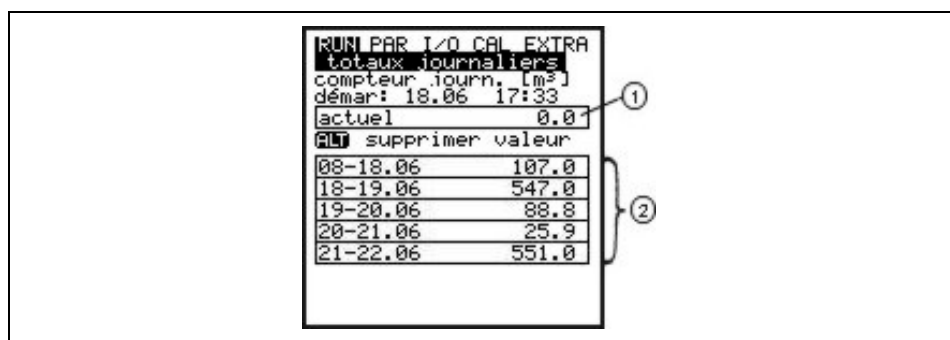 RUN PAR I/O CAL EXTRA
totaux journaliers
compteur journ. [m³]
démar: 18.06 17:33
actuel 0.0
ALT supprimer valeur
08-18.06 107.0
18-19.06 547.0
19-20.06 88.8
20-21.06 25.9
21-22.06 551.0
1
2